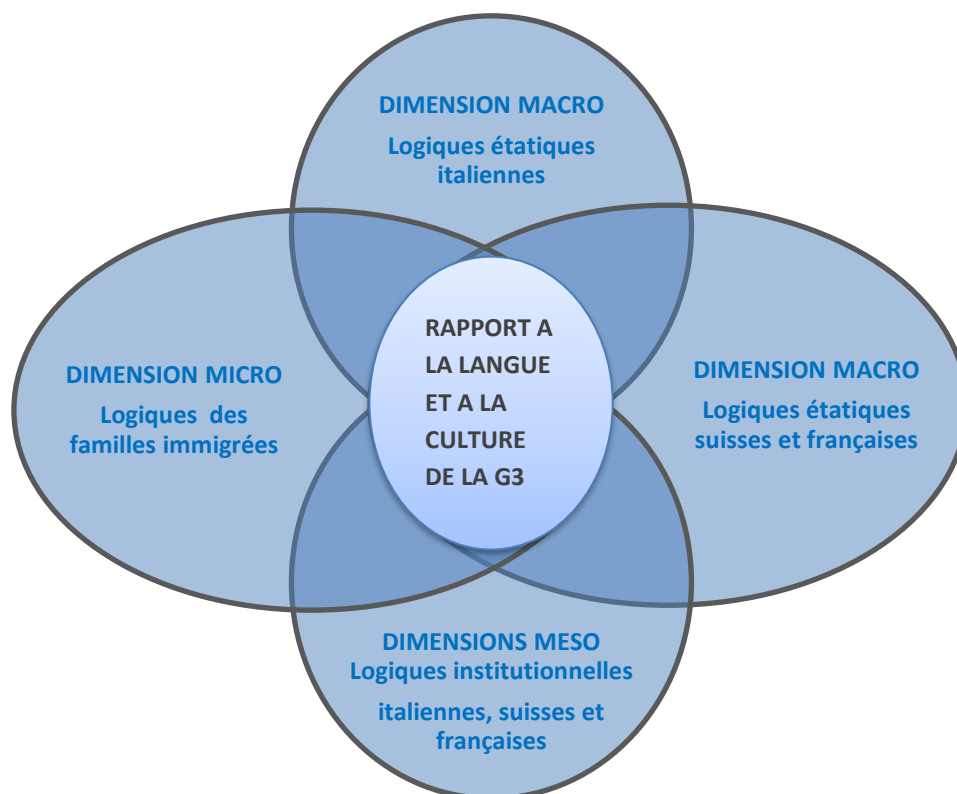 DIMENSION MACRO
Logiques étatiques
italiennes
DIMENSION MICRO
Logiques des
familles immigrées
RAPPORT A
LA LANGUE
ET A LA
CULTURE
DE LA G3
DIMENSION MACRO
Logiques étatiques
suisses et françaises
DIMENSIONS MESO
Logiques institutionnelles
italiennes, suisses et
françaises